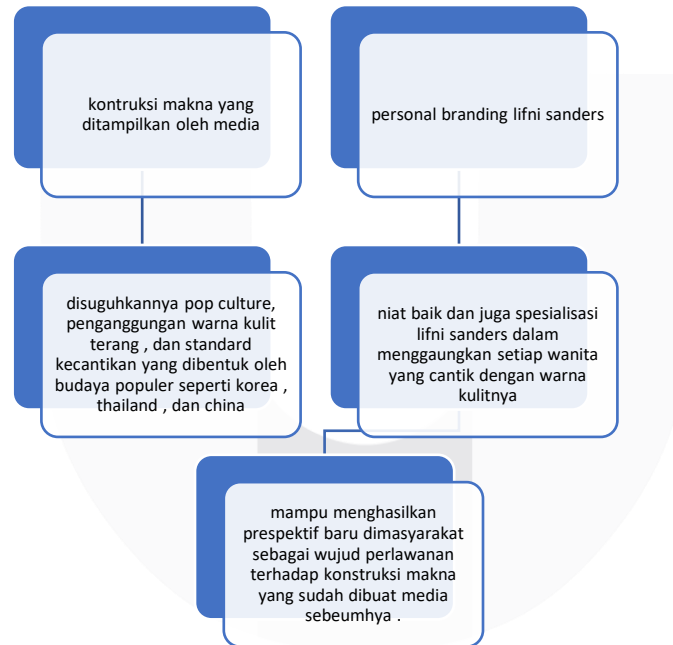 kontruksi makna yang
ditampilkan oleh media
personal branding lifni sanders
disuguhkannya pop culture,
penganggungan warna kulit
terang , dan standard
kecantikan yang dibentuk oleh
budaya populer seperti korea ,
thailand , dan china
niat baik dan juga spesialisasi
lifni sanders dalam
menggaungkan setiap wanita
yang cantik dengan warna
kulitnya
mampu menghasilkan
prespektif baru dimasyarakat
sebagai wujud perlawanan
terhadap konstruksi makna
yang sudah dibuat media
sebeumhya .